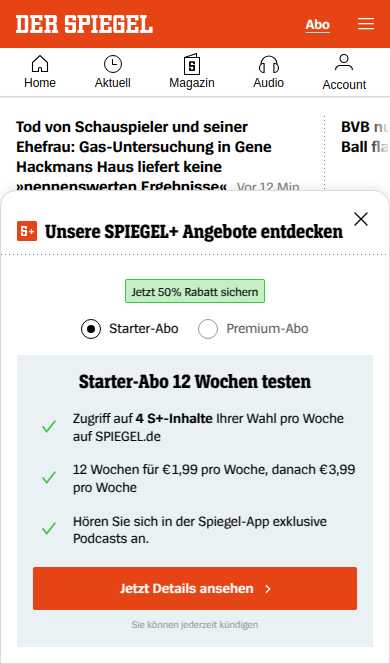 DER SPIEGEL
Abo
Home
Aktuell
Magazin
Audio
Account
Tod von Schauspieler und seiner
Ehefrau: Gas-Untersuchung in Gene
Hackmans Haus liefert keine
»nennenswerten Ergebnisse« Vor 12 Min
BVB nu
Ball fla
S+ Unsere SPIEGEL+ Angebote entdecken
Jetzt 50% Rabatt sichern
Starter-Abo
Premium-Abo
Starter-Abo 12 Wochen testen
Zugriff auf 4 S+-Inhalte Ihrer Wahl pro Woche
auf SPIEGEL.de
12 Wochen für €1,99 pro Woche, danach €3,99
pro Woche
Hören Sie sich in der Spiegel-App exklusive
Podcasts an.
Jetzt Details ansehen
Sie können jederzeit kündigen